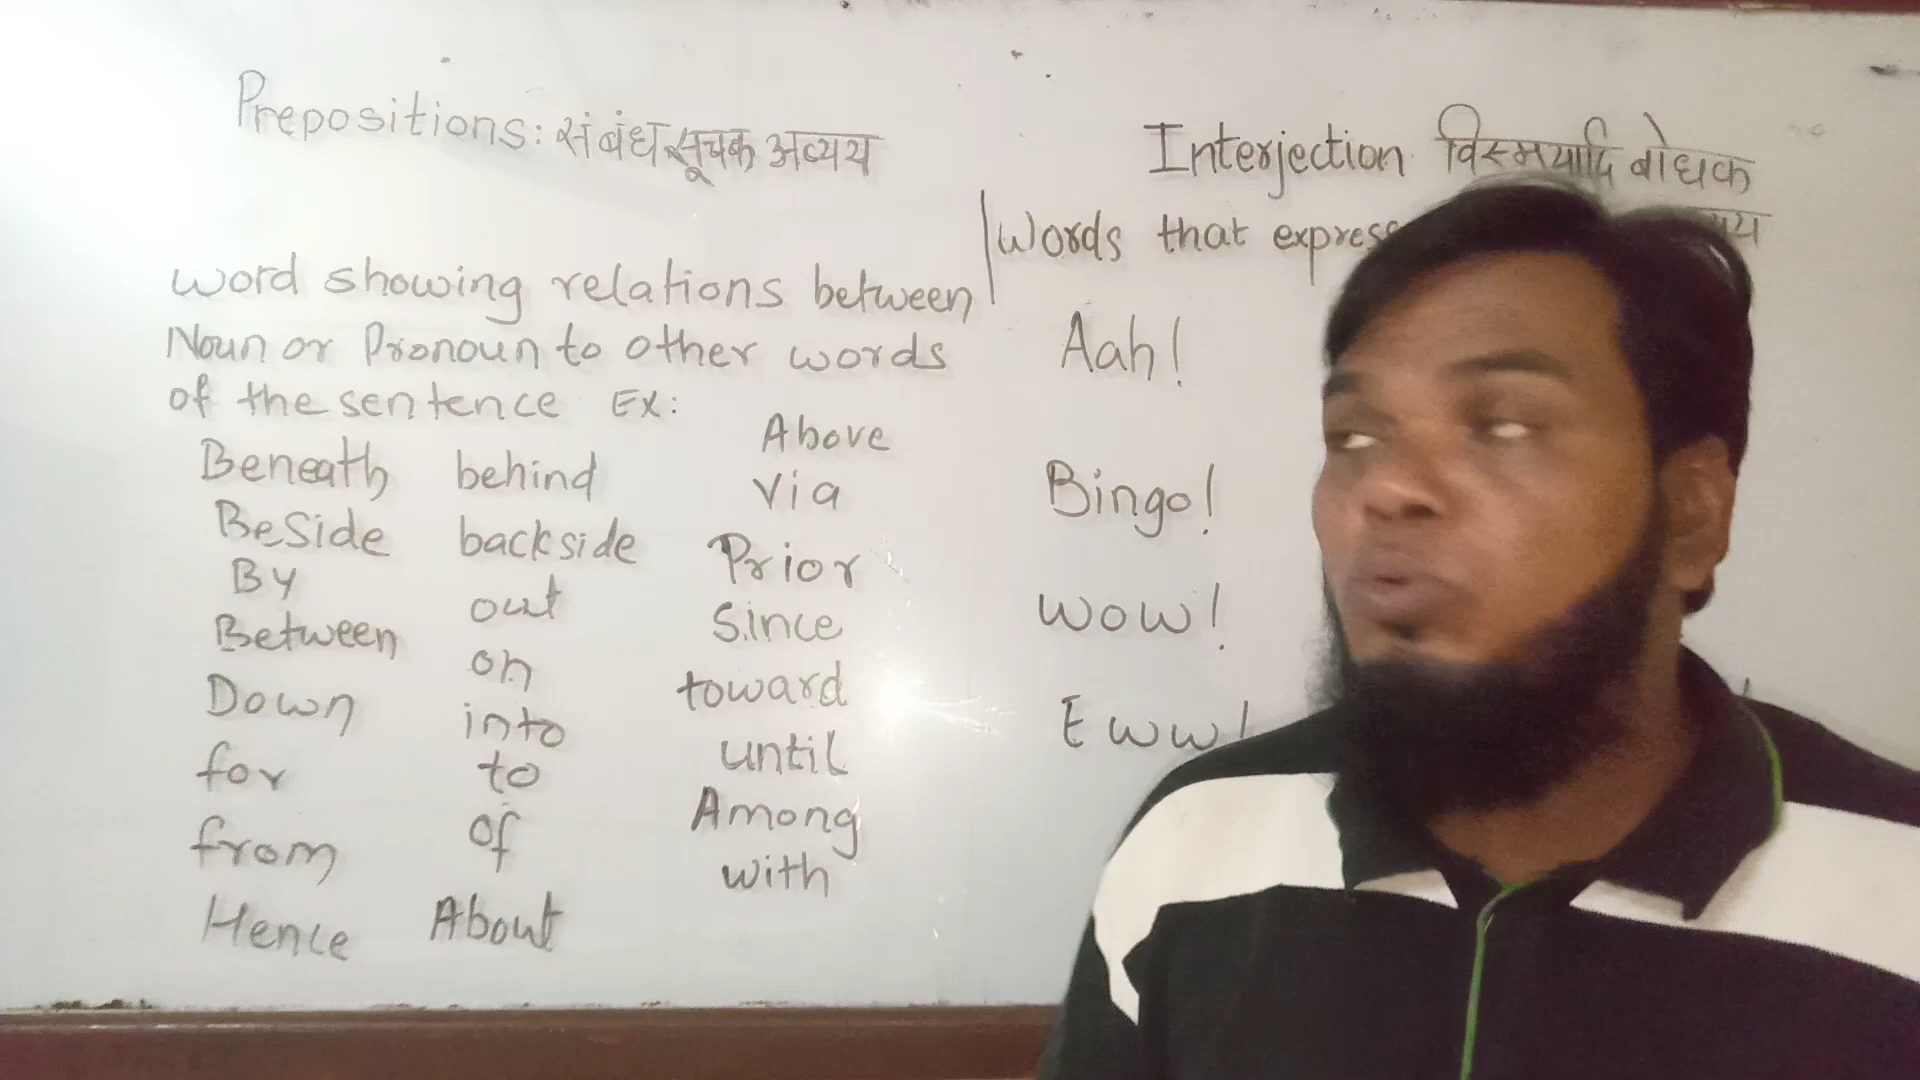 Prepositions: संबंध सूचक अव्यय
word showing relations between
Noun or Pronoun to other words
of the sentence Ex:
Beneath behind Above
Beside backside Via
By out Prior
Between on Since
Down into toward
for to until
from of Among
Hence About with
Interjection विस्मयादि बोधक
Words that express
Aah!
Bingo!
Wow!
Eww!